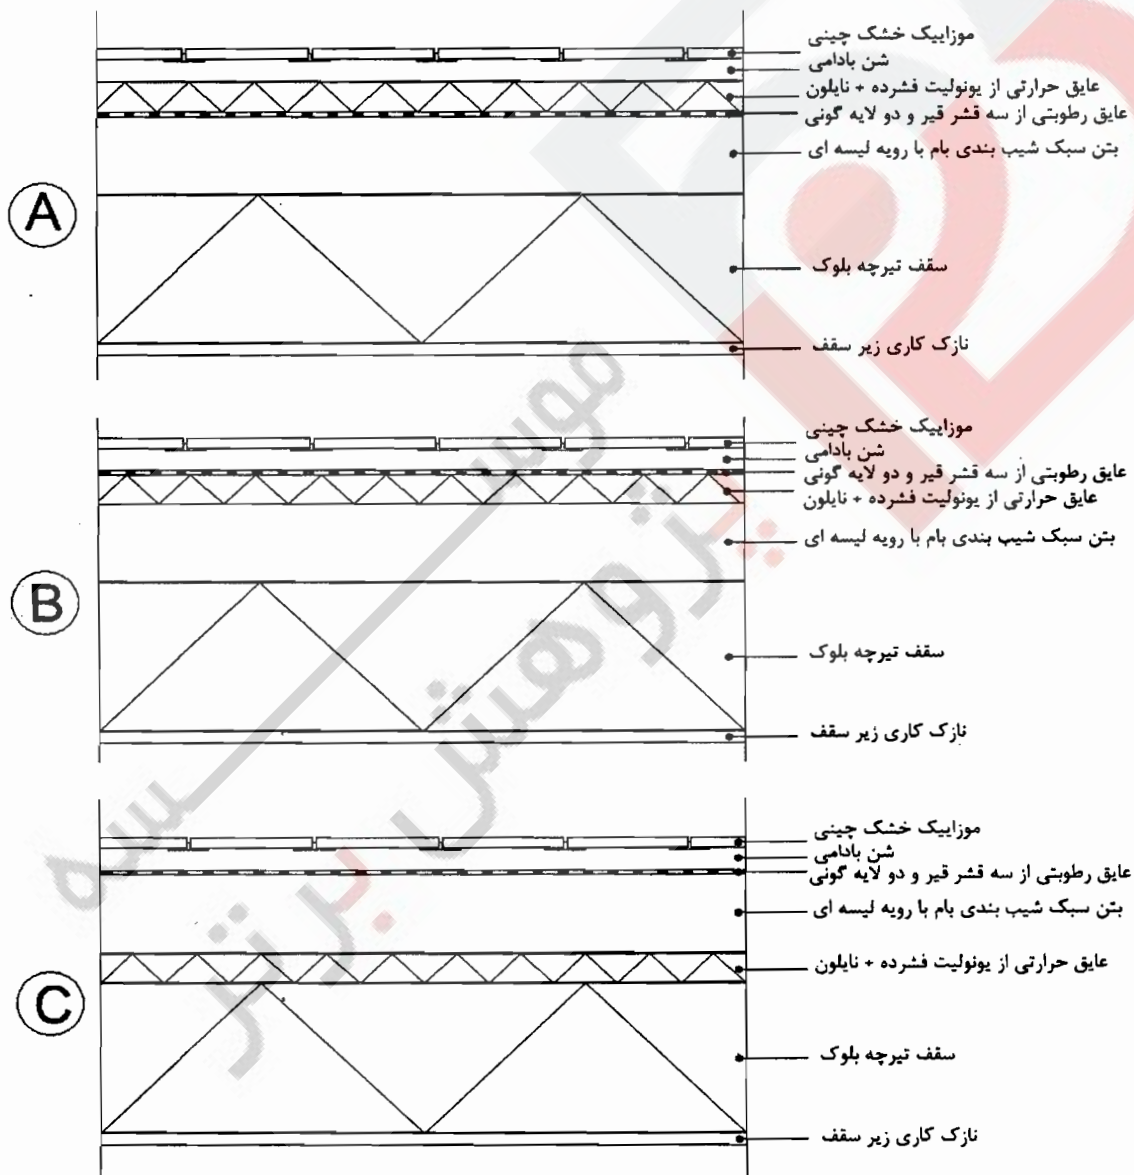 موزاییک خشک چینی
شن بادامی
عایق حرارتی از یونولیت فشرده + نایلون
عایق رطوبتی از سه قشر قیر و دو لایه گونی
بتن سبک شیب بندی بام با رویه لیسه ای
A
سقف تیرچه بلوک
نازک کاری زیر سقف
موزاییک خشک چینی
شن بادامی
عایق رطوبتی از سه قشر قیر و دو لایه گونی
عایق حرارتی از یونولیت فشرده + نایلون
بتن سبک شیب بندی بام با رویه لیسه ای
B
سقف تیرچه بلوک
نازک کاری زیر سقف
موزاییک خشک چینی
شن بادامی
عایق رطوبتی از سه قشر قیر و دو لایه گونی
بتن سبک شیب بندی بام با رویه لیسه ای
عایق حرارتی از یونولیت فشرده + نایلون
C
سقف تیرچه بلوک
نازک کاری زیر سقف
موسسه
پژوهش برتر